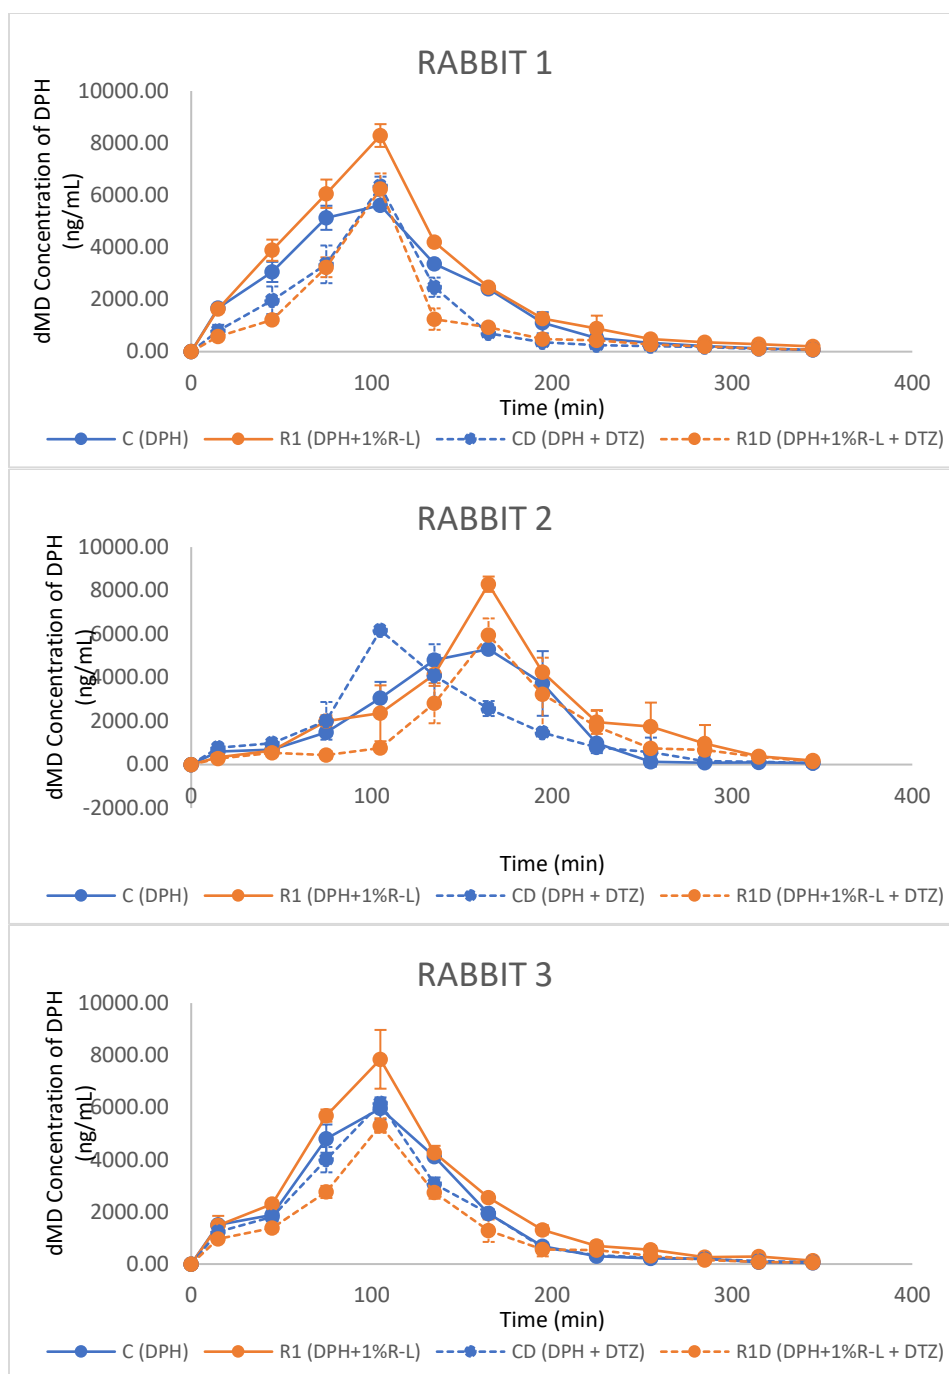 RABBIT 1
dMD Concentration of DPH
(ng/mL)
10000.00
8000.00
6000.00
4000.00
2000.00
0.00
0 100 200 300 400
Time (min)
C (DPH) R1 (DPH+1%R-L) CD (DPH + DTZ) R1D (DPH+1%R-L + DTZ)
RABBIT 2
dMD Concentration of DPH
(ng/mL)
10000.00
8000.00
6000.00
4000.00
2000.00
0.00
-2000.00
0 100 200 300 400
Time (min)
C (DPH) R1 (DPH+1%R-L) CD (DPH + DTZ) R1D (DPH+1%R-L + DTZ)
RABBIT 3
dMD Concentration of DPH
(ng/mL)
10000.00
8000.00
6000.00
4000.00
2000.00
0.00
0 100 200 300 400
Time (min)
C (DPH) R1 (DPH+1%R-L) CD (DPH + DTZ) R1D (DPH+1%R-L + DTZ)